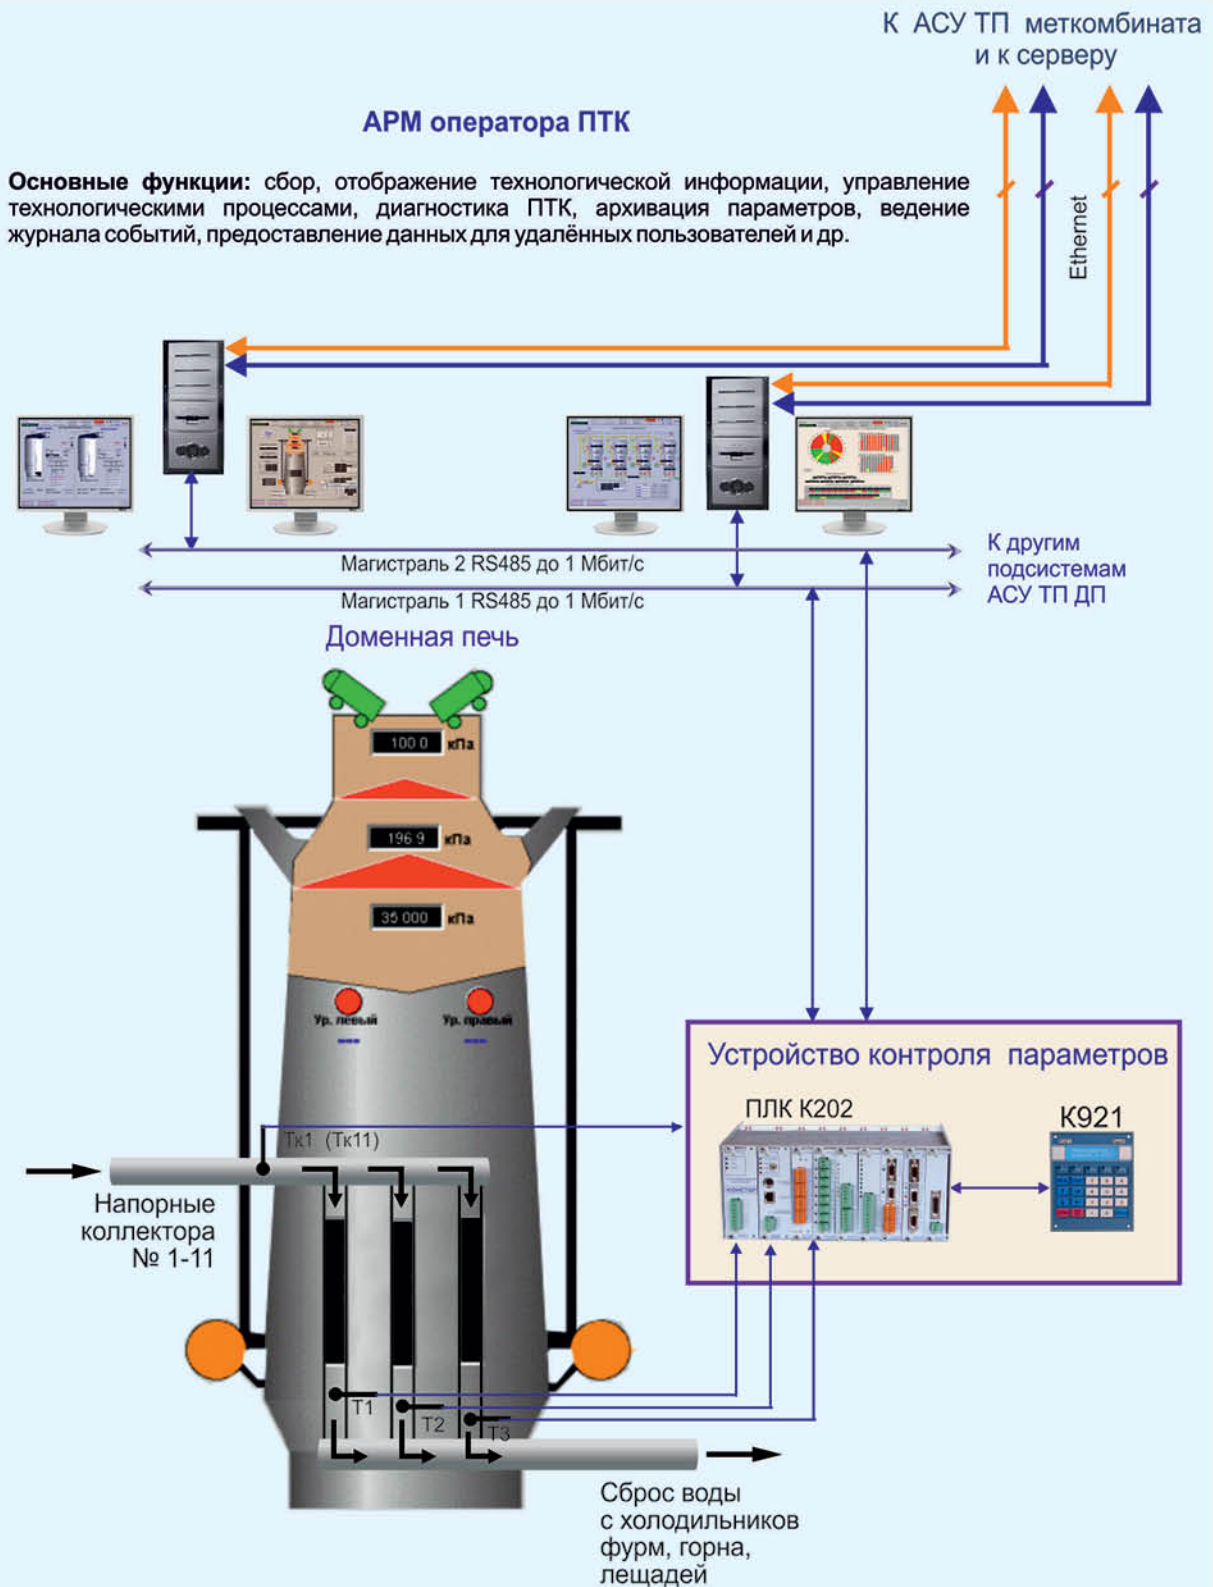 К АСУ ТП меткомбината
и к серверу
АРМ оператора ПТК
Основные функции: сбор, отображение технологической информации, управление
технологическими процессами, диагностика ПТК, архивация параметров, ведение
журнала событий, предоставление данных для удалённых пользователей и др.
Ethernet
Магистраль 2 RS485 до 1 Мбит/с
Магистраль 1 RS485 до 1 Мбит/с
К другим
подсистемам
АСУ ТП ДП
Доменная печь
100 0 кПа
196 9 кПа
35 000 кПа
Ур. левый
Ур. правый
Устройство контроля параметров
ПЛК К202
К921
Тк1 (Тк11)
Напорные
коллектора
№ 1-11
Т1
Т2
Т3
Сброс воды
с холодильников
фурм, горна,
лещадей